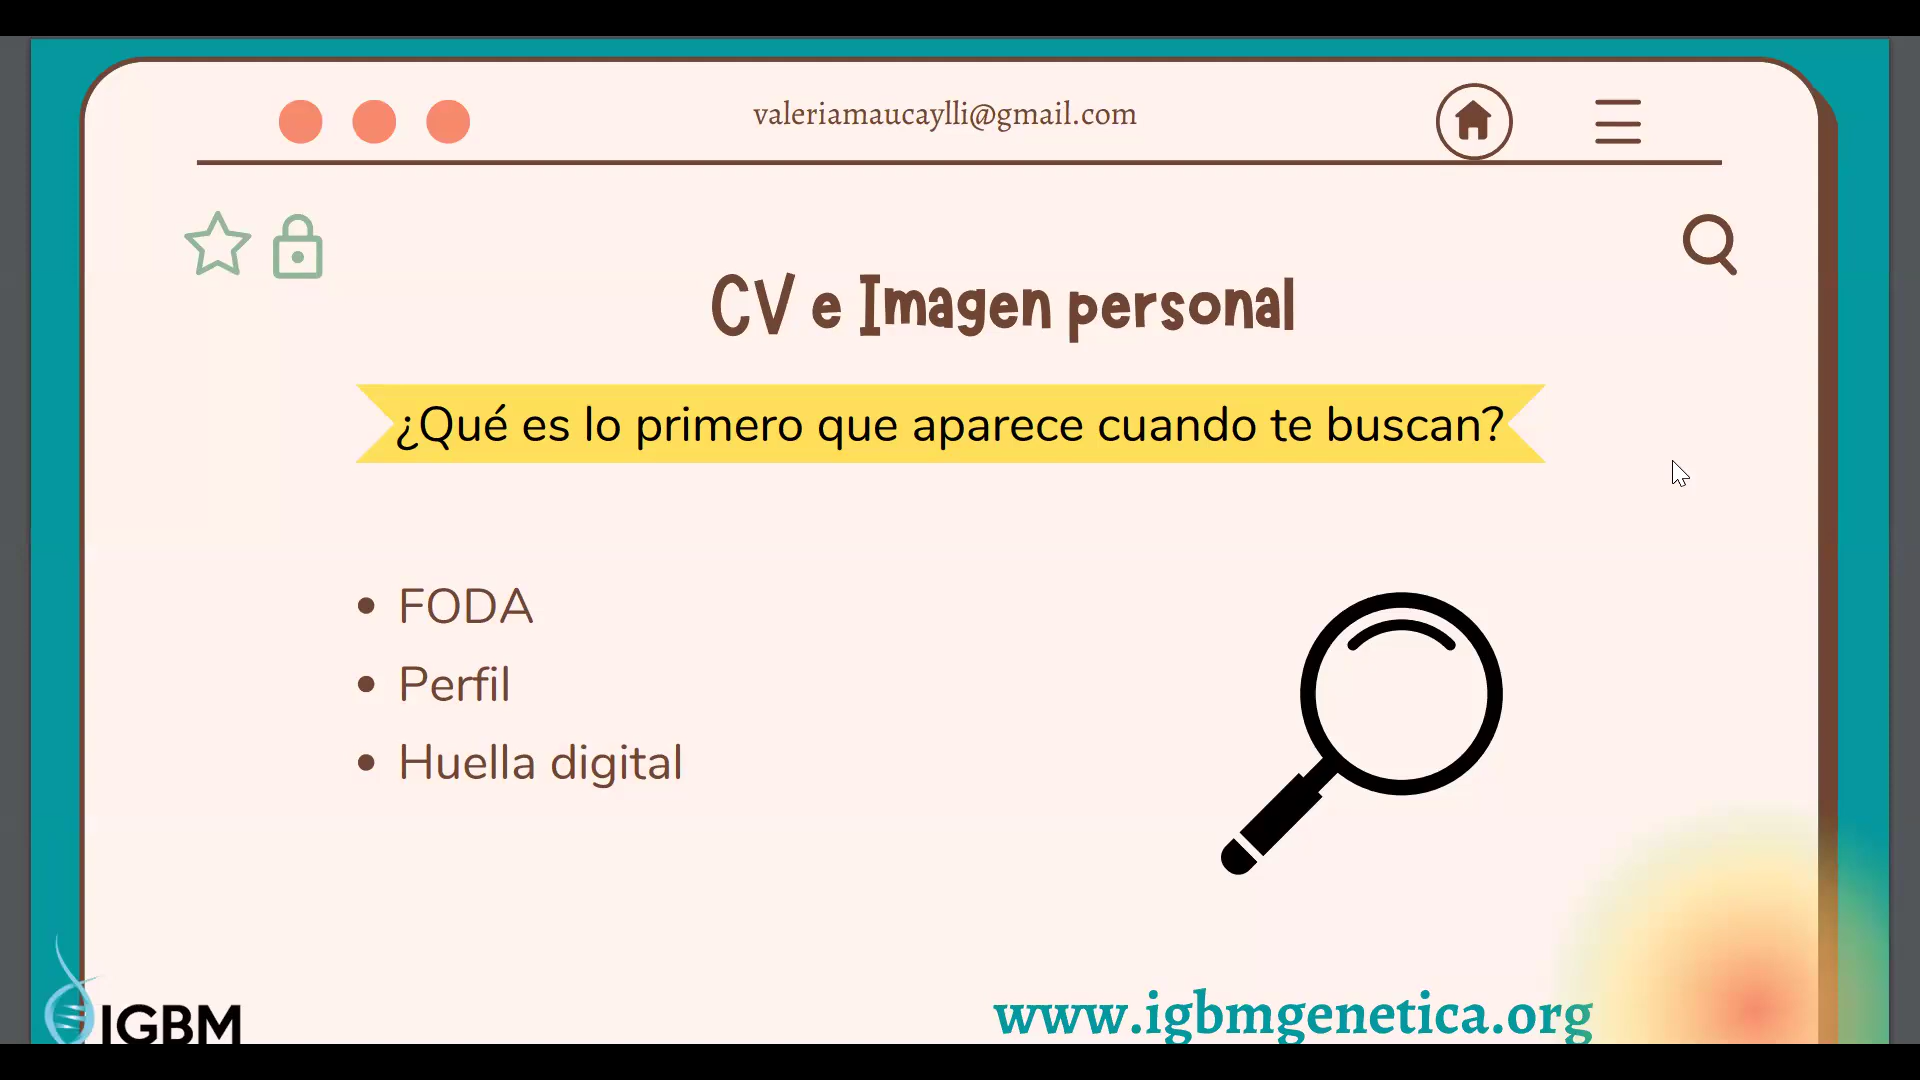 valeriamaucaylli@gmail.com
CV e Imagen personal
¿Qué es lo primero que aparece cuando te buscan?
• FODA
• Perfil
• Huella digital
IGBM
www.igbmgenetica.org